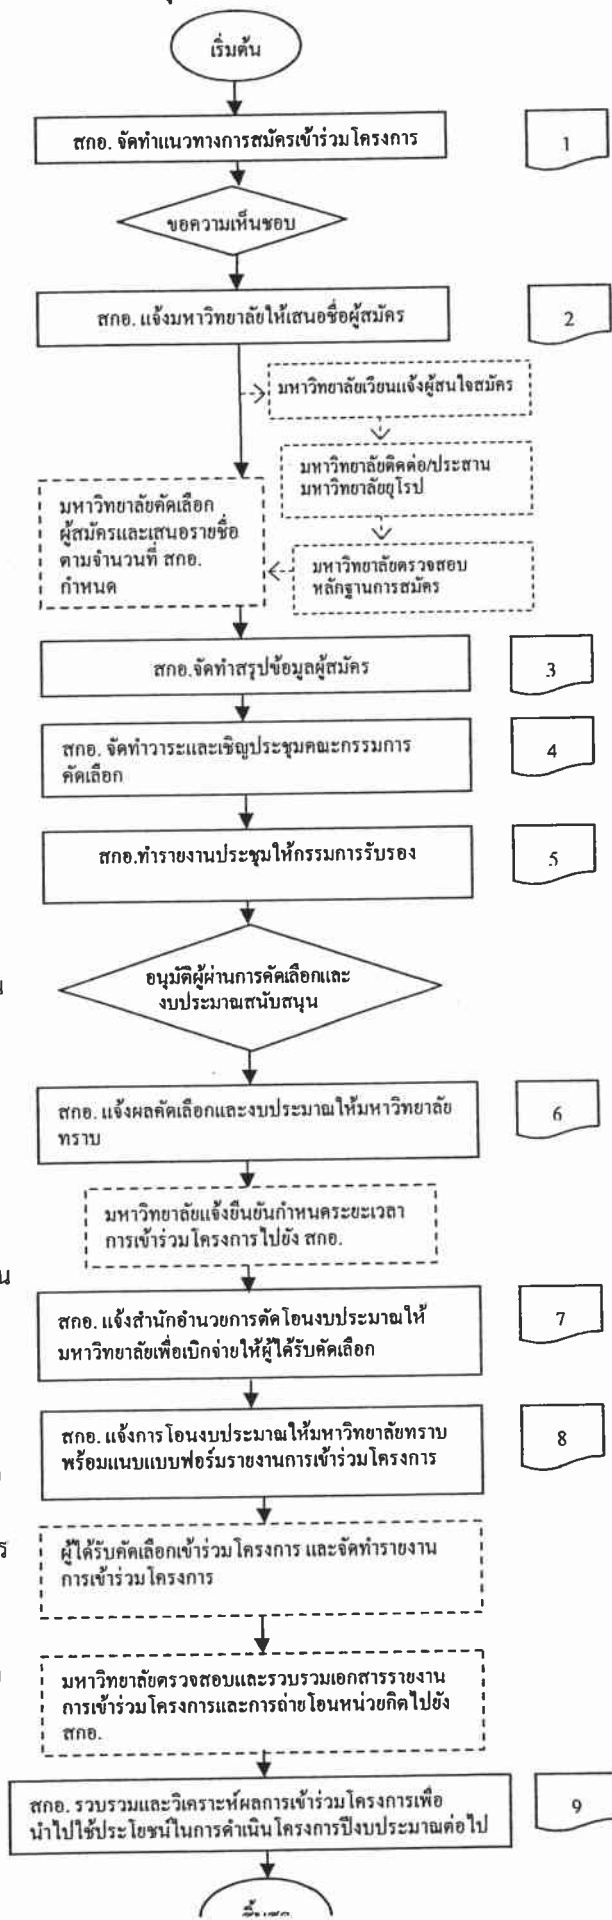 เริ่มต้น
สกอ. จัดทำแนวทางการสมัครเข้าร่วมโครงการ
1
ขอความเห็นชอบ
สกอ. แจ้งมหาวิทยาลัยให้เสนอชื่อผู้สมัคร
2
มหาวิทยาลัยเวียนแจ้งผู้สนใจสมัคร
มหาวิทยาลัยติดต่อ/ประสาน
มหาวิทยาลัยยุโรป
มหาวิทยาลัยคัดเลือก
ผู้สมัครและเสนอรายชื่อ
ตามจำนวนที่ สกอ.
กำหนด
มหาวิทยาลัยตรวจสอบ
หลักฐานการสมัคร
สกอ.จัดทำสรุปข้อมูลผู้สมัคร
3
สกอ. จัดทำวาระและเชิญประชุมคณะกรรมการ
คัดเลือก
4
สกอ.ทำรายงานประชุมให้กรรมการรับรอง
5
น
อนุมัติผู้ผ่านการคัดเลือกและ
งบประมาณสนับสนุน
สกอ. แจ้งผลคัดเลือกและงบประมาณให้มหาวิทยาลัย
ทราบ
6
มหาวิทยาลัยแจ้งยืนยันกำหนดระยะเวลา
การเข้าร่วมโครงการไปยัง สกอ.
น
สกอ. แจ้งสำนักอำนวยการตัดโอนงบประมาณให้
มหาวิทยาลัยเพื่อเบิกจ่ายให้ผู้ได้รับคัดเลือก
7
สกอ. แจ้งการโอนงบประมาณให้มหาวิทยาลัยทราบ
พร้อมแนบแบบฟอร์มรายงานการเข้าร่วมโครงการ
8
ร
ผู้ได้รับคัดเลือกเข้าร่วมโครงการ และจัดทำรายงาน
การเข้าร่วมโครงการ
มหาวิทยาลัยตรวจสอบและรวบรวมเอกสารรายงาน
การเข้าร่วมโครงการและการถ่ายโอนหน่วยกิตไปยัง
สกอ.
สกอ. รวบรวมและวิเคราะห์ผลการเข้าร่วมโครงการเพื่อ
นำไปใช้ประโยชน์ในการดำเนินโครงการปีงบประมาณต่อไป
9